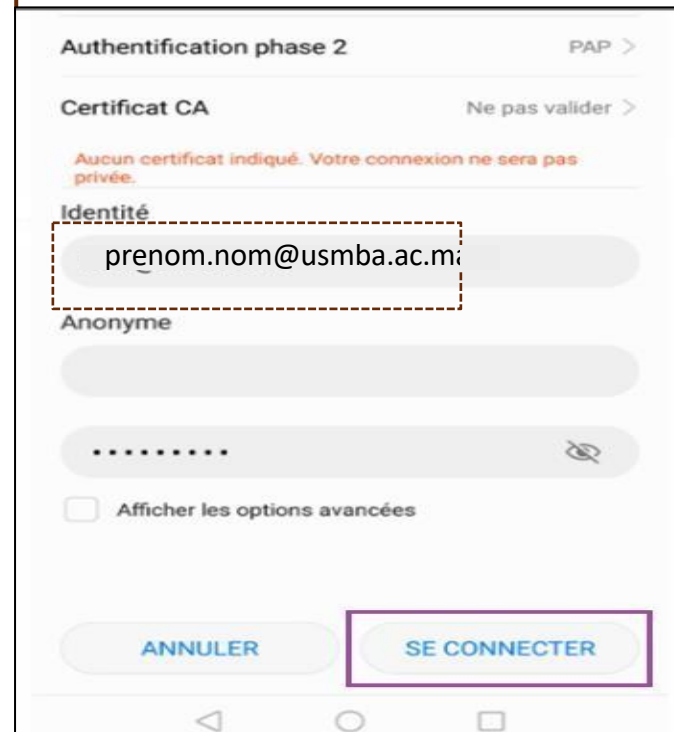 Authentification phase 2 PAP >
Certificat CA Ne pas valider >
Aucun certificat indiqué. Votre connexion ne sera pas
privée.
Identité
prenom.nom@usmba.ac.ma
Anonyme
•••••••••
Afficher les options avancées
ANNULER SE CONNECTER